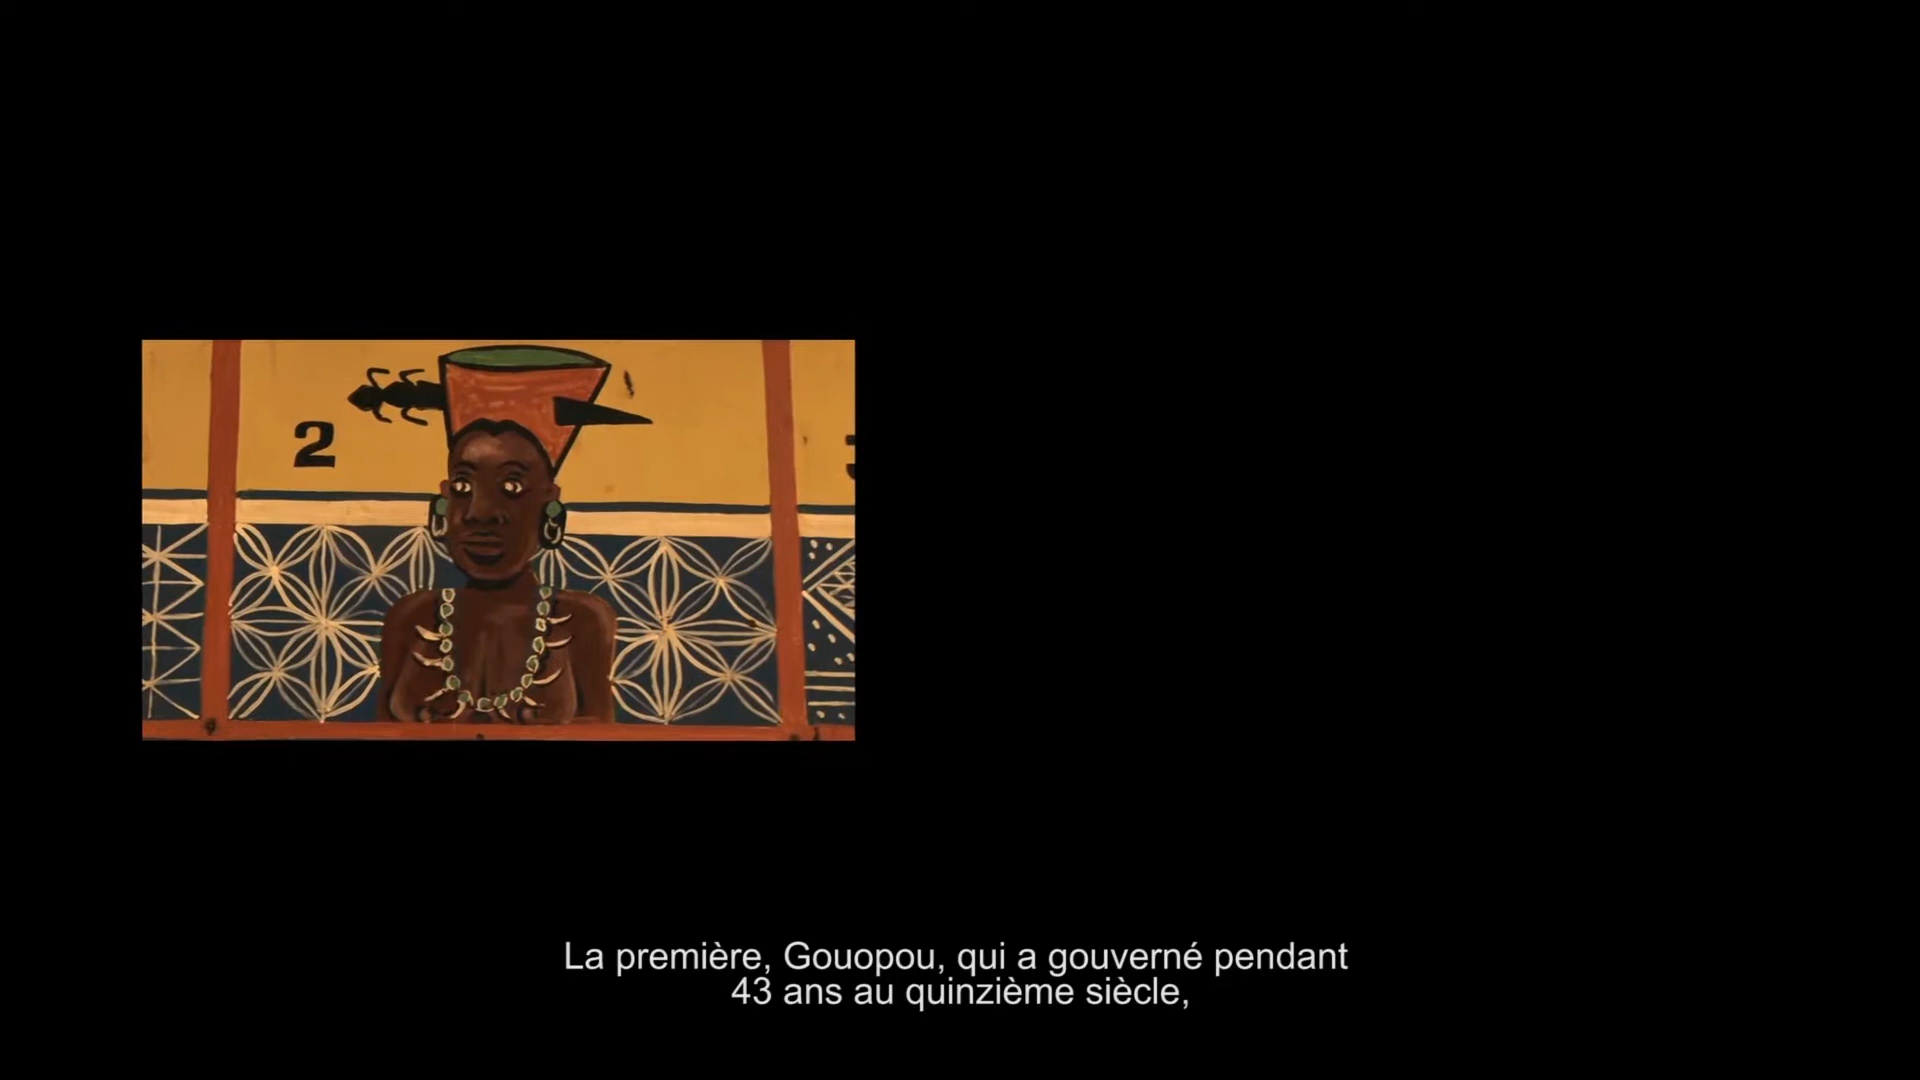 2
La première, Gouopou, qui a gouverné pendant
43 ans au quinzième siècle,